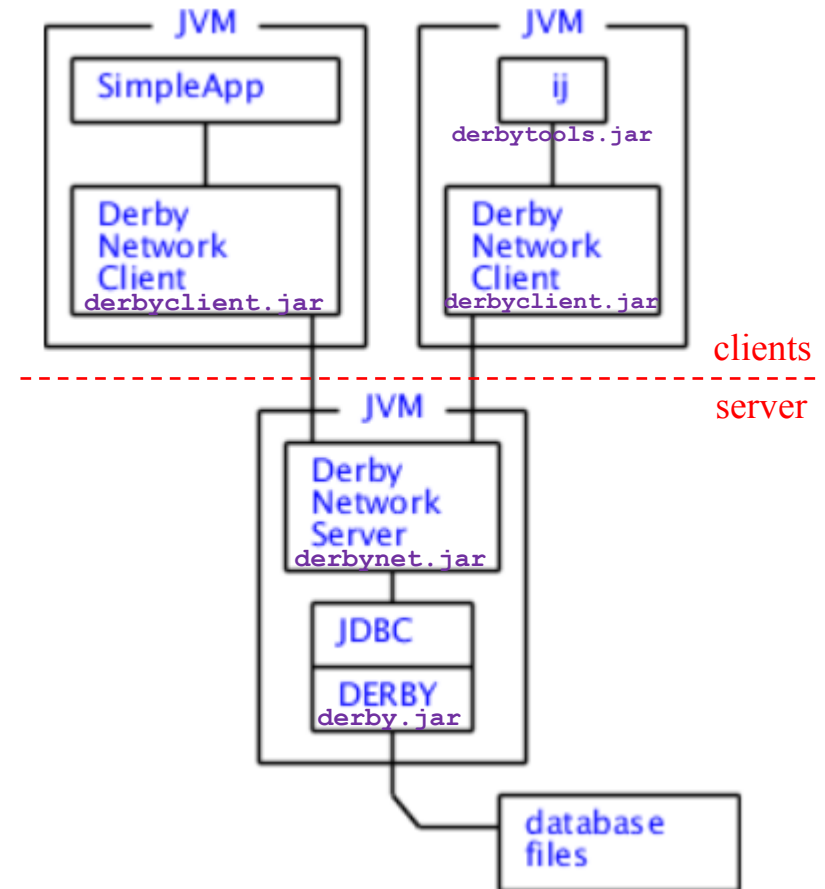 JVM
SimpleApp
Derby
Network
Client
derbyclient.jar
JVM
ij
derbytools.jar
Derby
Network
Client
derbyclient.jar
clients
server
JVM
Derby
Network
Server
derbynet.jar
JDBC
DERBY
derby.jar
database
files